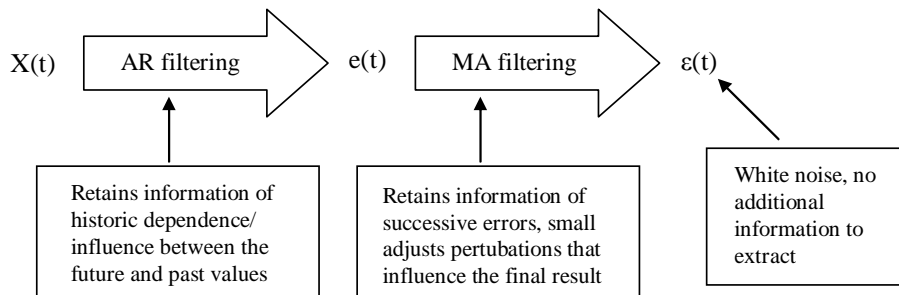 X(t)
AR filtering
e(t)
MA filtering
ε(t)
Retains information of
historic dependence/
influence between the
future and past values
Retains information of
successive errors, small
adjusts pertubations that
influence the final result
White noise, no
additional
information to
extract